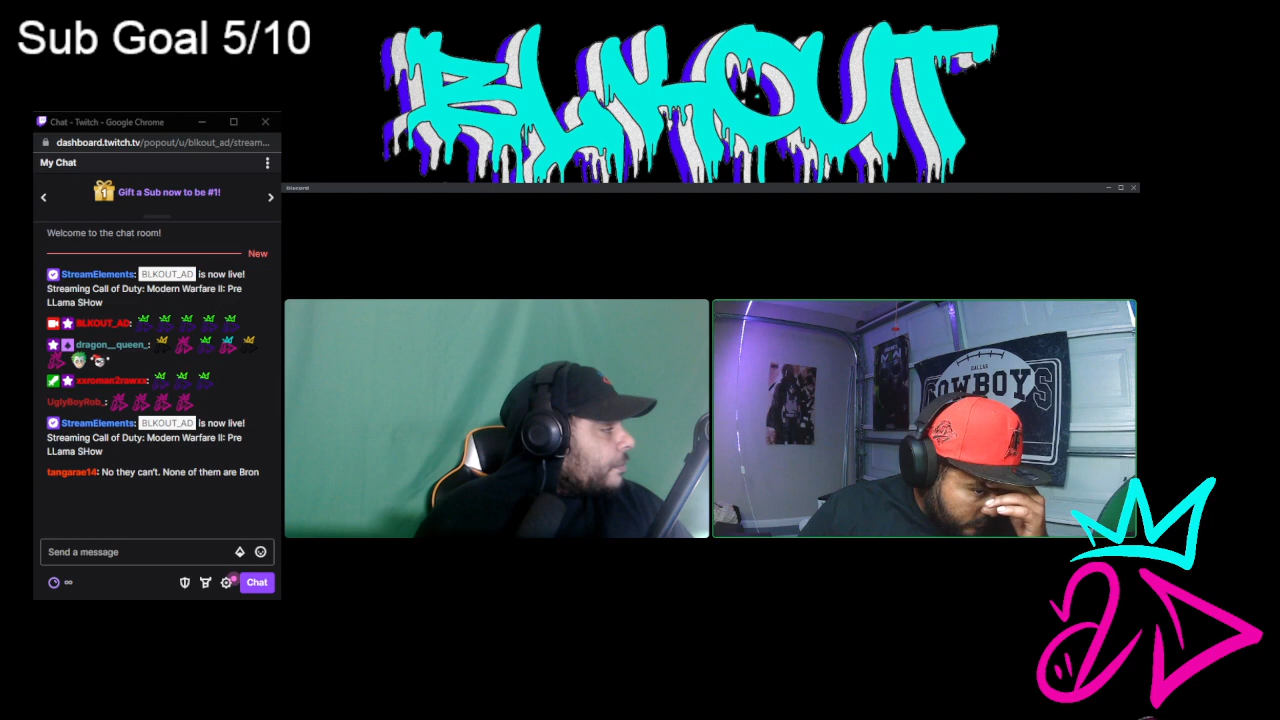 Sub Goal 5/10
BLKOUT
Chat - Twitch - Google Chrome
dashboard.twitch.tv/popout/u/blkout_ad/stream...
My Chat
1
Gift a Sub now to be #1!
Welcome to the chat room!
New
StreamElements: BLKOUT_AD is now live!
Streaming Call of Duty: Modern Warfare II: Pre
LLama SHow
BLKOUT_AD:
dragon__queen_:
xxroman2rawxx:
UglyBoyRob_:
StreamElements: BLKOUT_AD is now live!
Streaming Call of Duty: Modern Warfare II: Pre
LLama SHow
tangarae14: No they can't. None of them are Bron
Send a message
Chat
Discord
DALLAS
COWBOYS